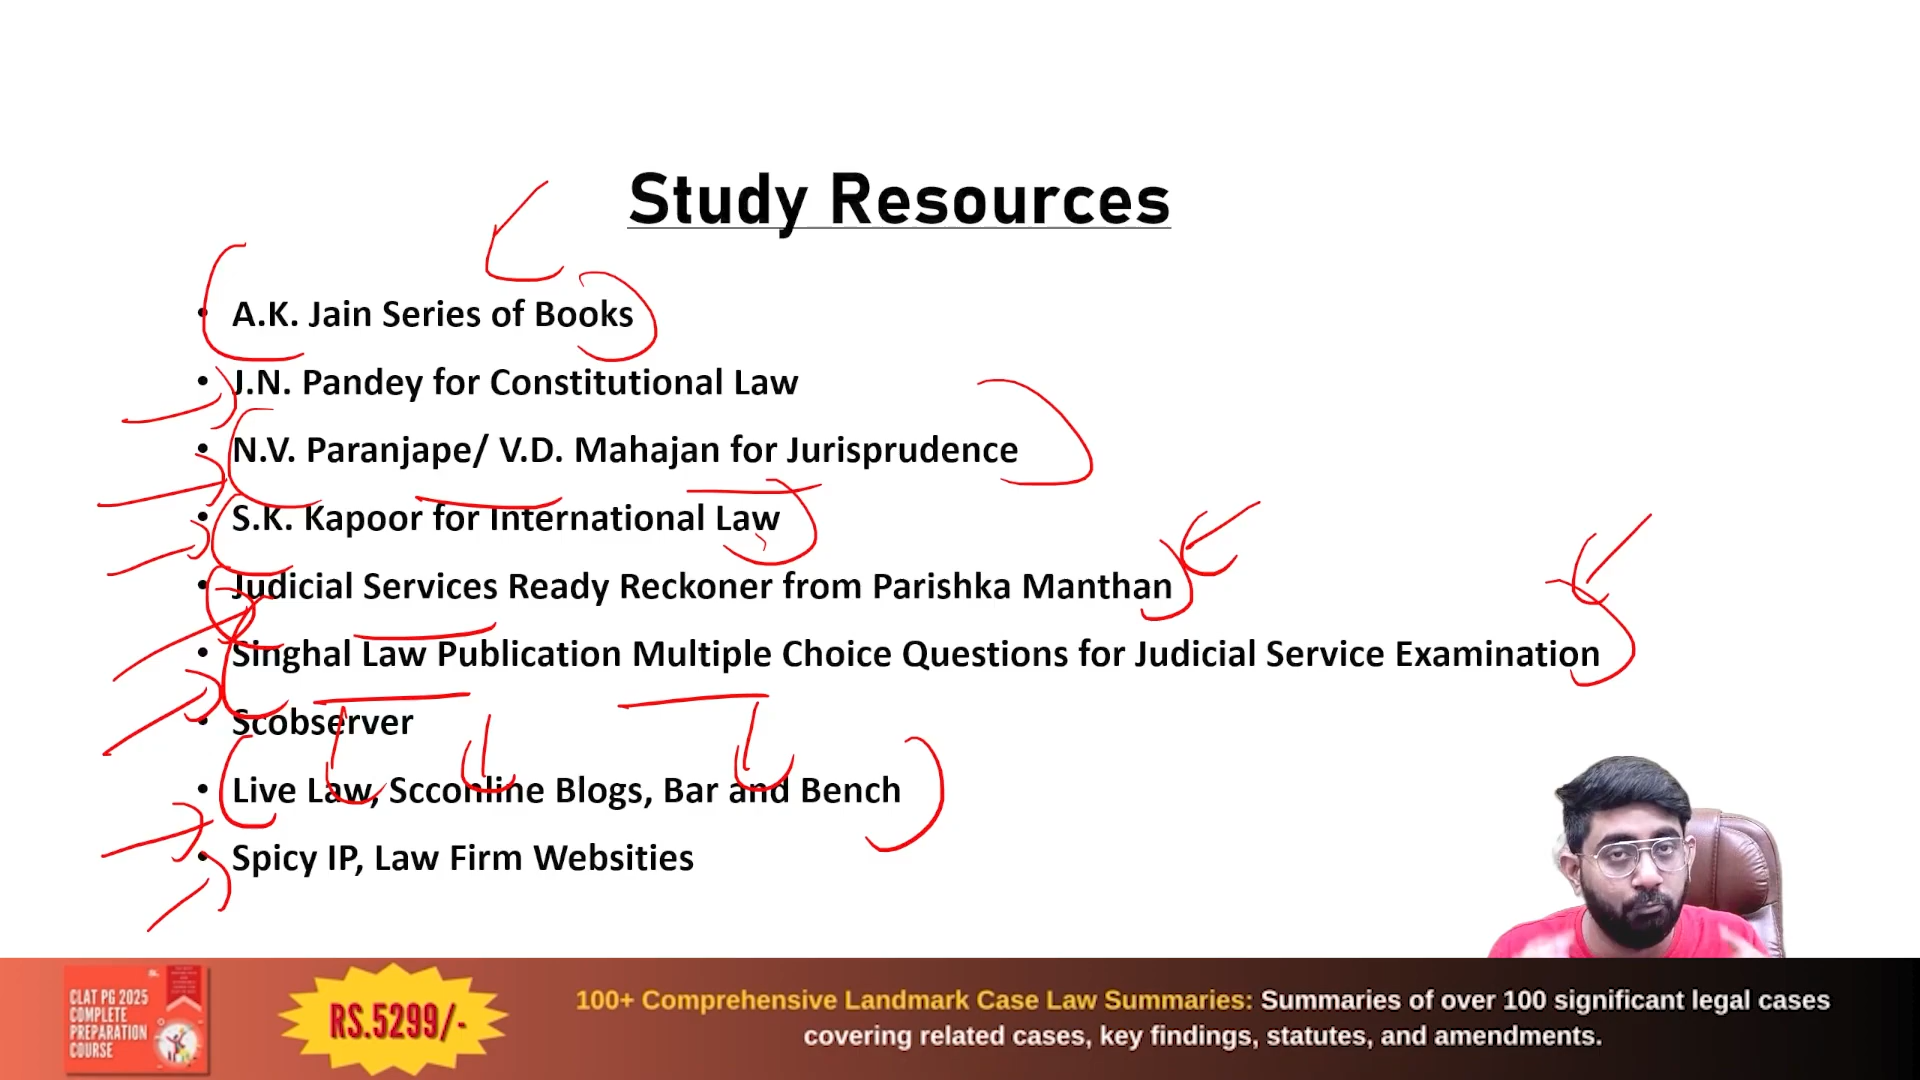 Study Resources
• A.K. Jain Series of Books
• J.N. Pandey for Constitutional Law
• N.V. Paranjape/ V.D. Mahajan for Jurisprudence
• S.K. Kapoor for International Law
• Judicial Services Ready Reckoner from Parishka Manthan
• Singhal Law Publication Multiple Choice Questions for Judicial Service Examination
• Scobserver
• Live Law, Scconline Blogs, Bar and Bench
• Spicy IP, Law Firm Websities
CLAT PG 2025
COMPLETE
PREPARATION
COURSE
RS.5299/-
100+ Comprehensive Landmark Case Law Summaries: Summaries of over 100 significant legal cases
covering related cases, key findings, statutes, and amendments.